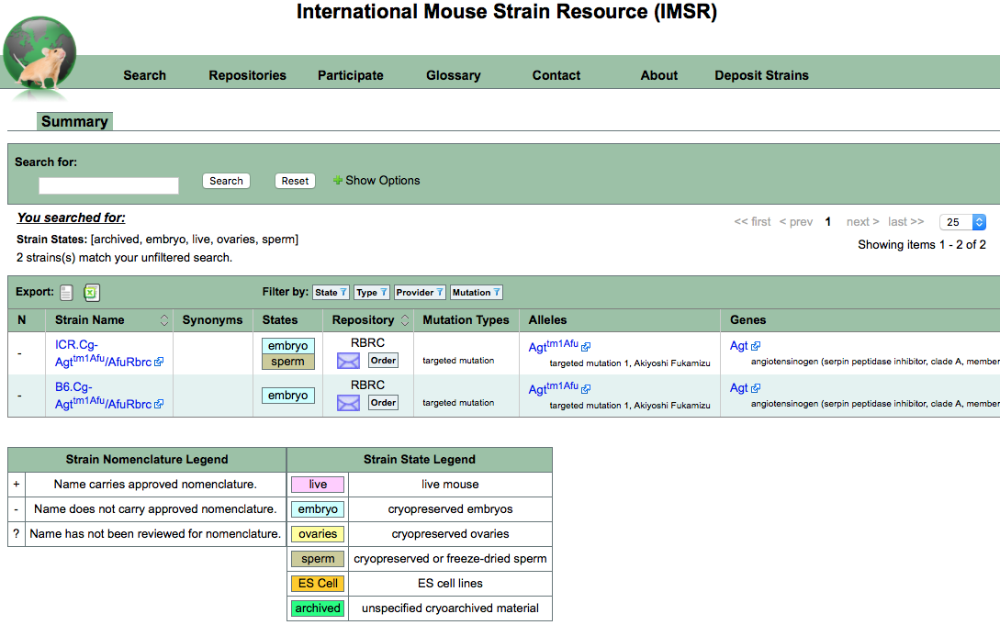 International Mouse Strain Resource (IMSR)
Search Repositories Participate Glossary Contact About Deposit Strains
Summary
Search for:
Search Reset Show Options
You searched for:
<< first < prev 1 next > last >> 25
Strain States: [archived, embryo, live, ovaries, sperm]
Showing items 1 - 2 of 2
2 strains(s) match your unfiltered search.
Export: Filter by: State Type Provider Mutation
N Strain Name Synonyms States Repository Mutation Types Alleles Genes
- ICR.Cg-
Agttm1Afu/AfuRbrc
embryo
sperm
RBRC
Order
targeted mutation
Agttm1Afu
targeted mutation 1, Akiyoshi Fukamizu
Agt
angiotensinogen (serpin peptidase inhibitor, clade A, member
- B6.Cg-
Agttm1Afu/AfuRbrc
embryo
RBRC
Order
targeted mutation
Agttm1Afu
targeted mutation 1, Akiyoshi Fukamizu
Agt
angiotensinogen (serpin peptidase inhibitor, clade A, member
Strain Nomenclature Legend
+ Name carries approved nomenclature.
- Name does not carry approved nomenclature.
? Name has not been reviewed for nomenclature.
Strain State Legend
live live mouse
embryo cryopreserved embryos
ovaries cryopreserved ovaries
sperm cryopreserved or freeze-dried sperm
ES Cell ES cell lines
archived unspecified cryoarchived material